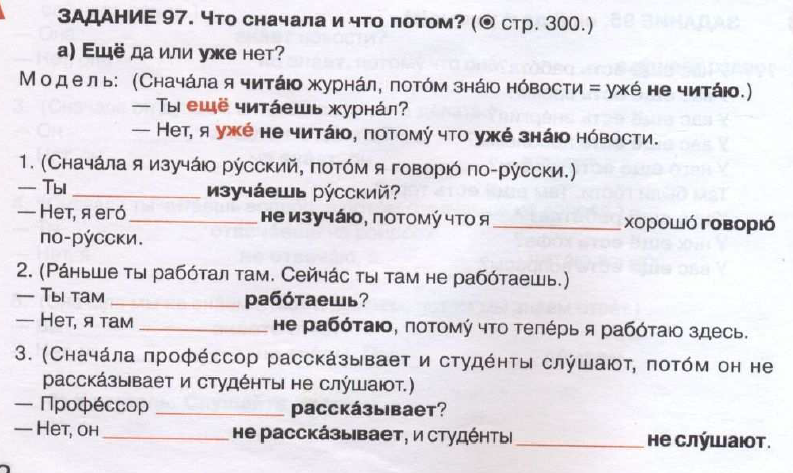 ЗАДАНИЕ 97. Что сначала и что потом? (стр. 300.)
а) Ещё да или уже нет?
Модель: (Снача́ла я чита́ю журна́л, пото́м зна́ю но́вости = уже́ не чита́ю.)
— Ты ещё чита́ешь журна́л?
— Нет, я уже́ не чита́ю, потому́ что уже́ зна́ю но́вости.
1. (Снача́ла я изуча́ю ру́сский, пото́м я говорю́ по-ру́сски.)
— Ты ____________ изуча́ешь ру́сский?
— Нет, я его́ ____________ не изуча́ю, потому́ что я ____________ хорошо́ говорю́
по-ру́сски.
2. (Ра́ньше ты рабо́тал там. Сейча́с ты там не рабо́таешь.)
— Ты там ____________ рабо́таешь?
— Нет, я там ____________ не рабо́таю, потому́ что тепе́рь я рабо́таю здесь.
3. (Снача́ла профе́ссор расска́зывает и студе́нты слу́шают, пото́м он не
расска́зывает и студе́нты не слу́шают.)
— Профе́ссор ____________ расска́зывает?
— Нет, он ____________ не расска́зывает, и студе́нты ____________ не слу́шают.